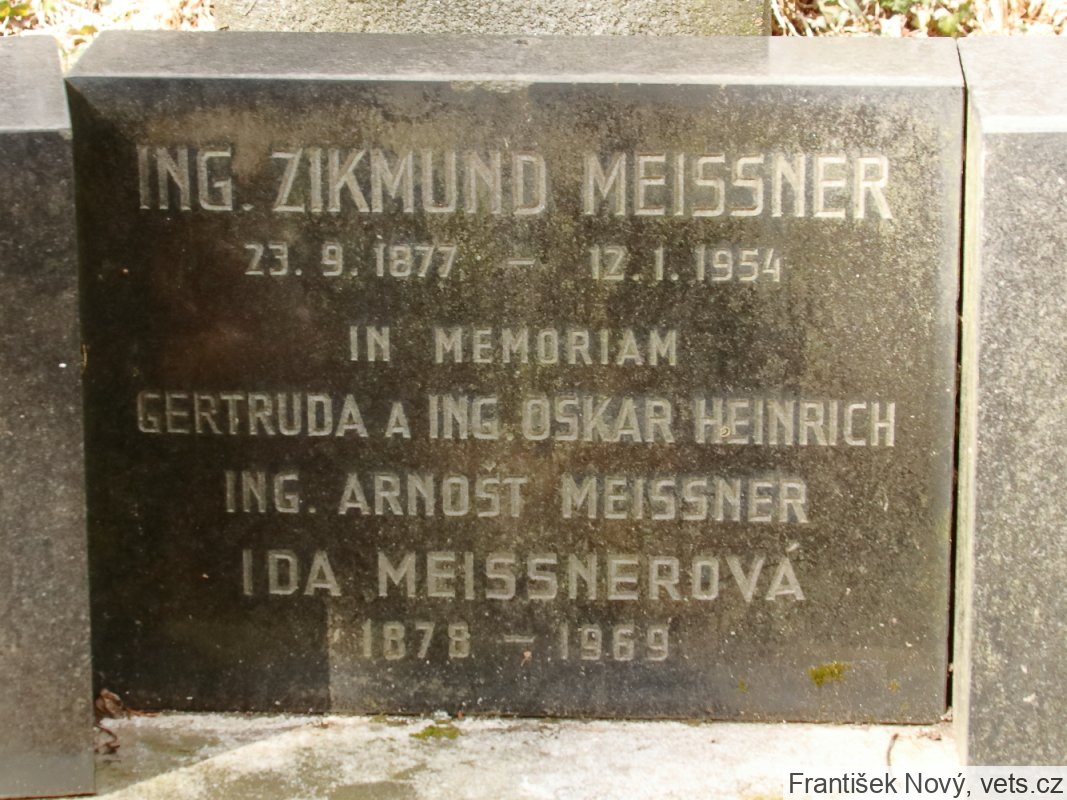 ING. ZIKMUND MEISSNER
23. 9. 1877 – 12. 1. 1954
IN MEMORIAM
GERTRUDA A ING. OSKAR HEINRICH
ING. ARNOŠT MEISSNER
IDA MEISSNEROVÁ
1878 – 1969
František Nový, vets.cz